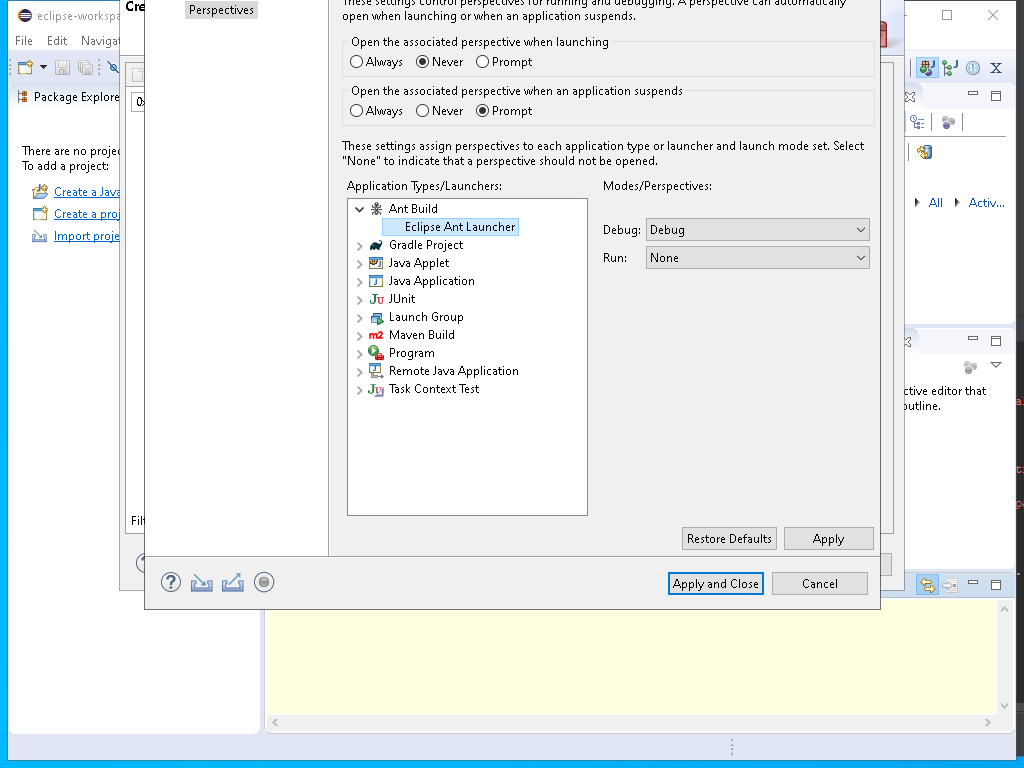 eclipse-workspa
Cre
Perspectives
These settings control perspectives for running and debugging. A perspective can automatically
open when launching or when an application suspends.
File Edit Navigat
Open the associated perspective when launching
Always Never Prompt
Open the associated perspective when an application suspends
Always Never Prompt
Package Explore
These settings assign perspectives to each application type or launcher and launch mode set. Select
"None" to indicate that a perspective should not be opened.
There are no projec
To add a project:
Create a Java
Create a proj
Import proje
Application Types/Launchers:
Modes/Perspectives:
Ant Build
Eclipse Ant Launcher
Gradle Project
Java Applet
Java Application
JUnit
Launch Group
Maven Build
Program
Remote Java Application
Task Context Test
Debug: Debug
Run: None
All Activ...
ctive editor that
outline.
Filt
Restore Defaults Apply
Apply and Close Cancel